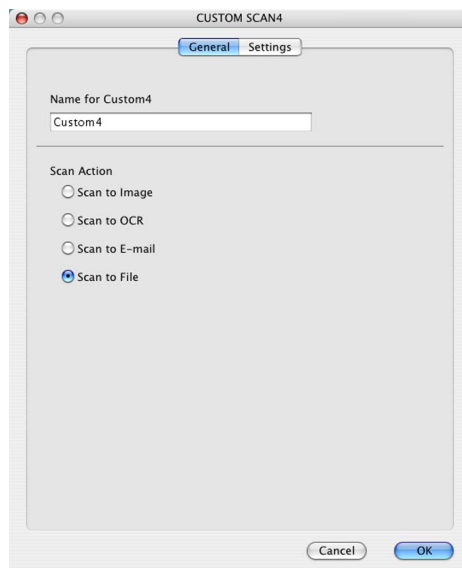 CUSTOM SCAN4
General Settings
Name for Custom4
Custom4
Scan Action
Scan to Image
Scan to OCR
Scan to E-mail
Scan to File
Cancel OK